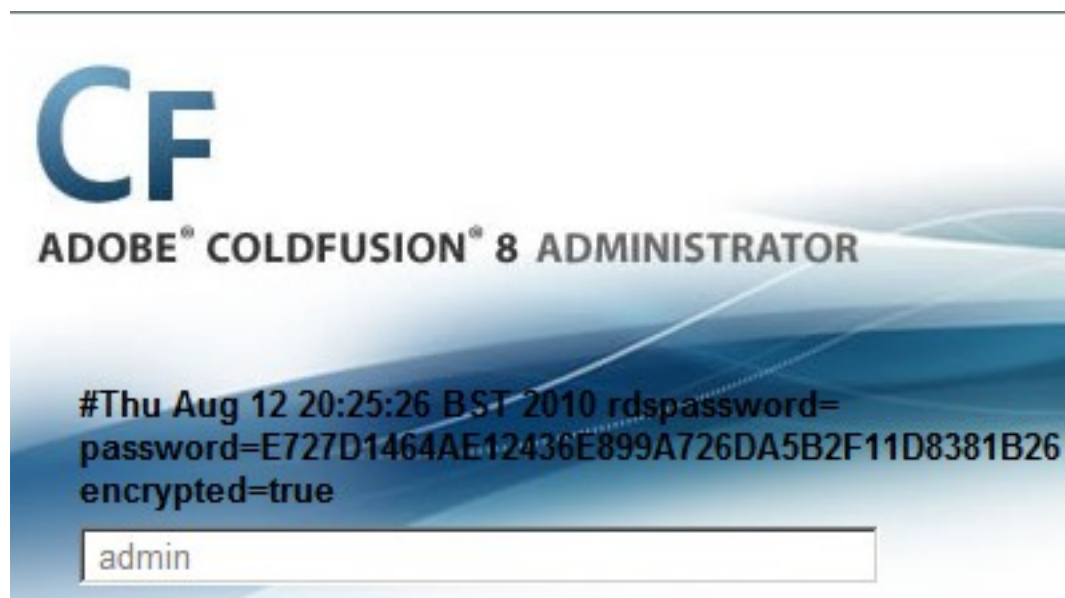 CF
ADOBE® COLDFUSION® 8 ADMINISTRATOR
#Thu Aug 12 20:25:26 BST 2010 rdspassword=
password=E727D1464AE12436E899A726DA5B2F11D8381B26
encrypted=true
admin